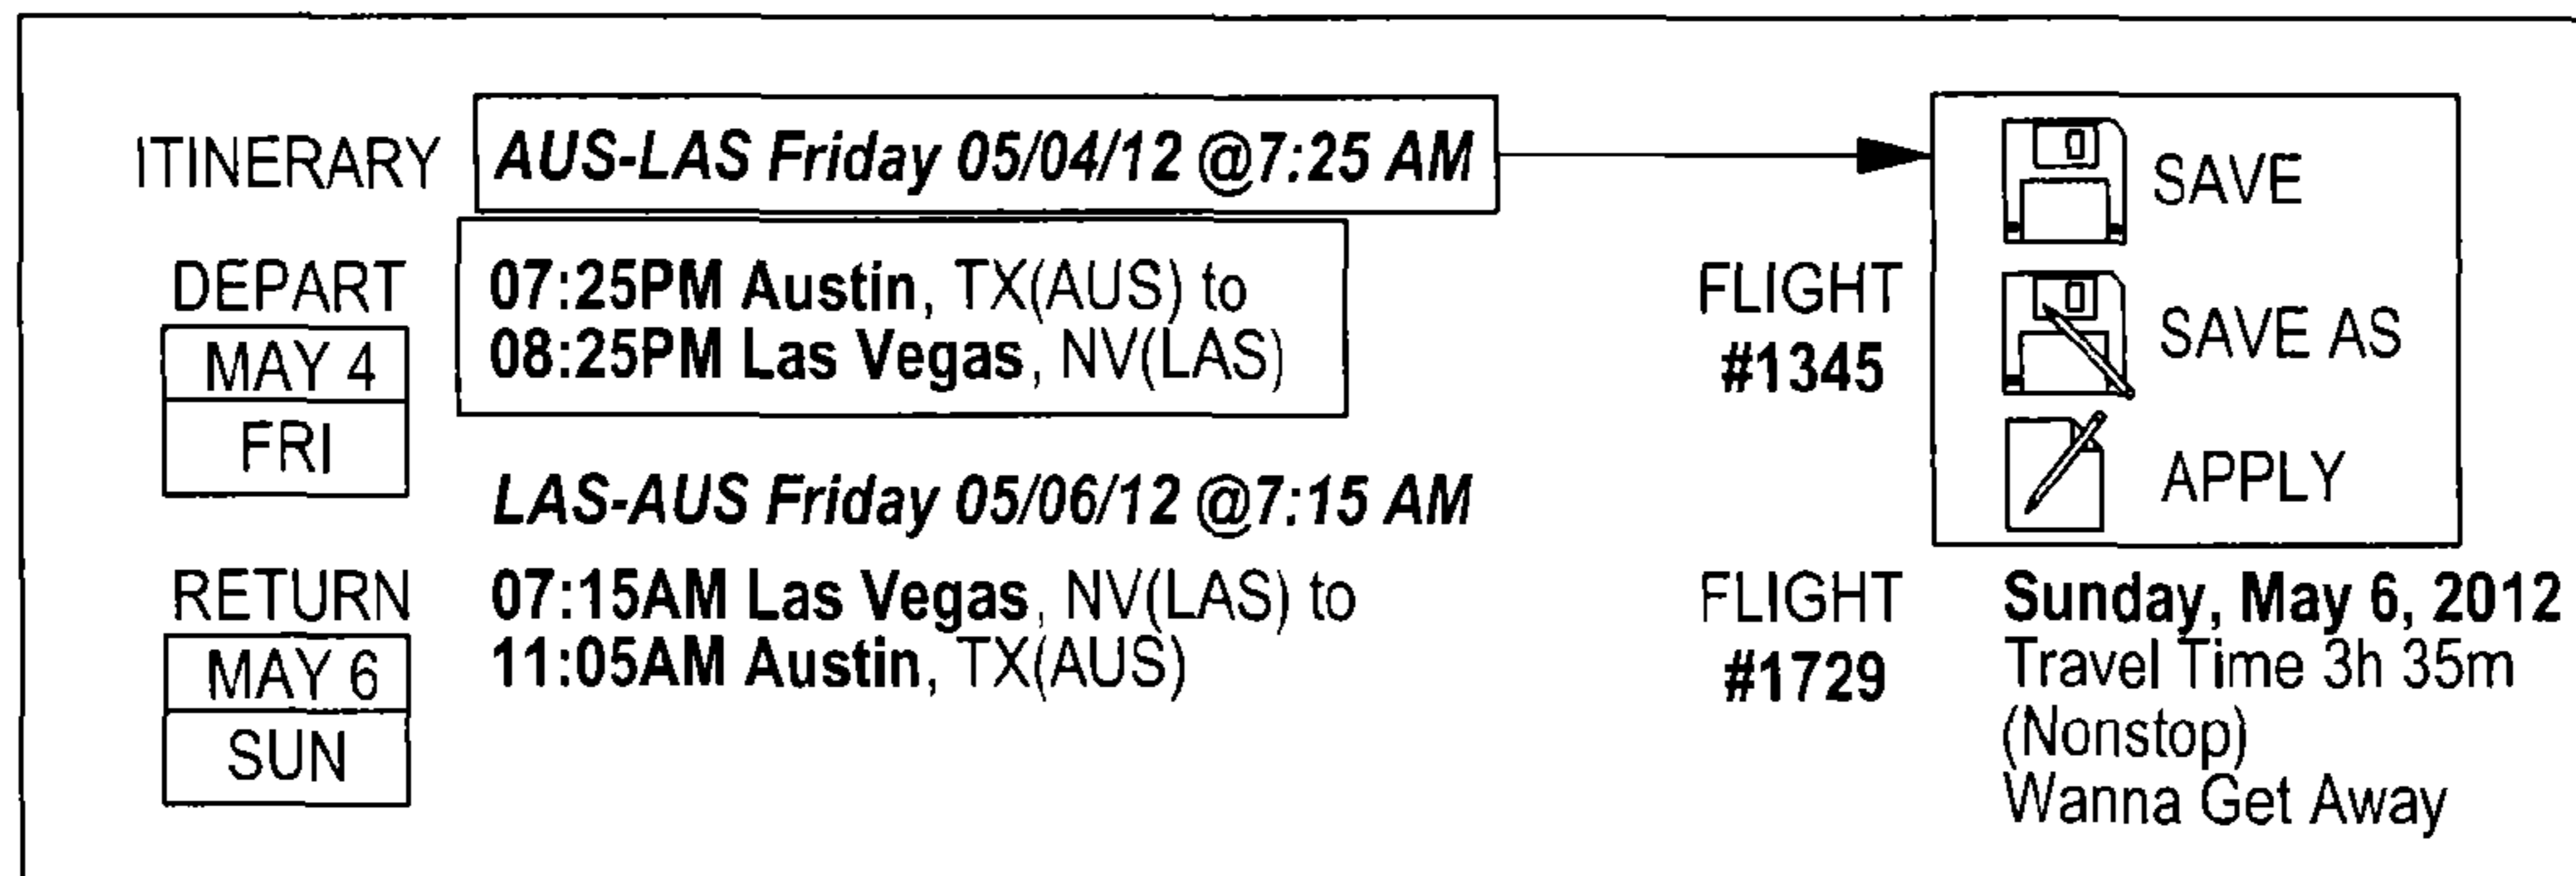 ITINERARY AUS-LAS Friday 05/04/12 @7:25 AM
SAVE
DEPART
MAY 4
FRI
07:25PM Austin, TX(AUS) to
08:25PM Las Vegas, NV(LAS)
FLIGHT
#1345
SAVE AS
APPLY
LAS-AUS Friday 05/06/12 @7:15 AM
RETURN
MAY 6
SUN
07:15AM Las Vegas, NV(LAS) to
11:05AM Austin, TX(AUS)
FLIGHT
#1729
Sunday, May 6, 2012
Travel Time 3h 35m
(Nonstop)
Wanna Get Away